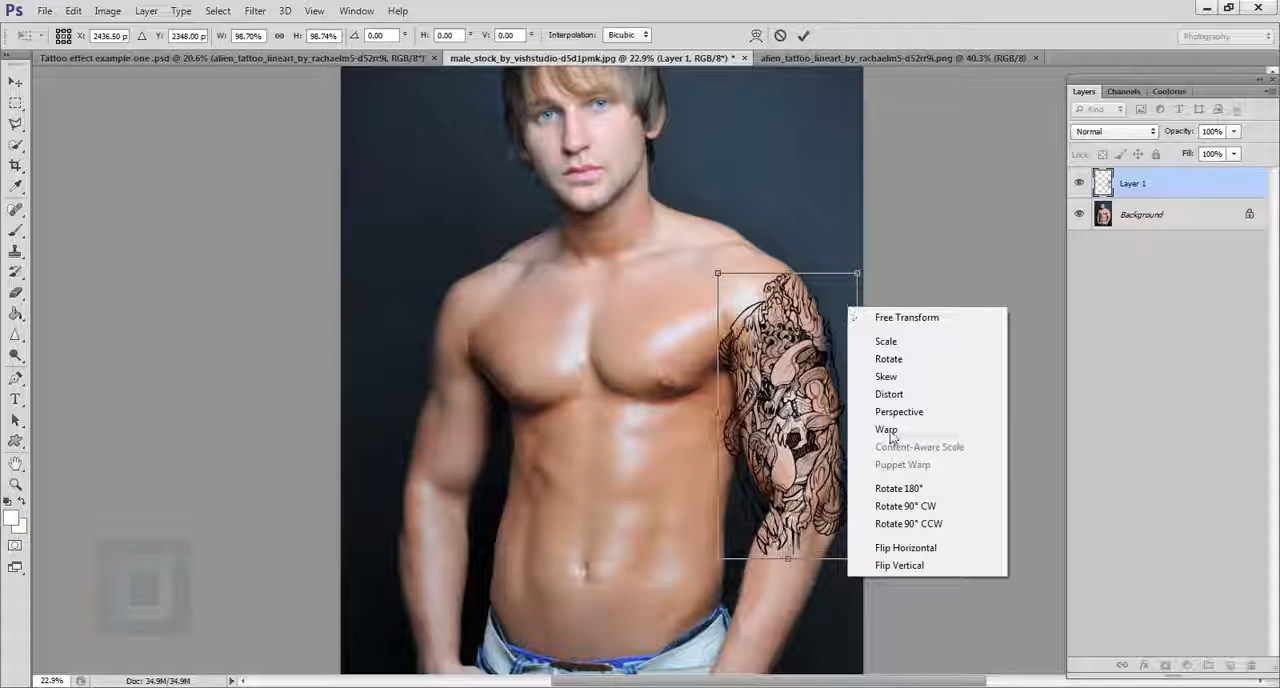 Ps File Edit Image Layer Type Select Filter 3D View Window Help
X: 2436.50 p Y: 2348.00 p W: 98.70% H: 98.74% 0.00 ° H: 0.00 ° V: 0.00 ° Interpolation: Bicubic Photography
Tattoo effect example one .psd @ 20.6% (alien_tattoo_lineart_by_rachaelm5-d52rr9i, RGB/8*) × male_stock_by_vishstudio-d5d1pmk.jpg @ 22.9% (Layer 1, RGB/8*) * × alien_tattoo_lineart_by_rachaelm5-d52rr9i.png @ 40.3% (RGB/8) ×
Layers Channels Coolorus
Kind
Normal Opacity: 100%
Lock: Fill: 100%
Layer 1
Background
Free Transform
Scale
Rotate
Skew
Distort
Perspective
Warp
Content-Aware Scale
Puppet Warp
Rotate 180°
Rotate 90° CW
Rotate 90° CCW
Flip Horizontal
Flip Vertical
22.9% Doc: 34.9M/34.9M